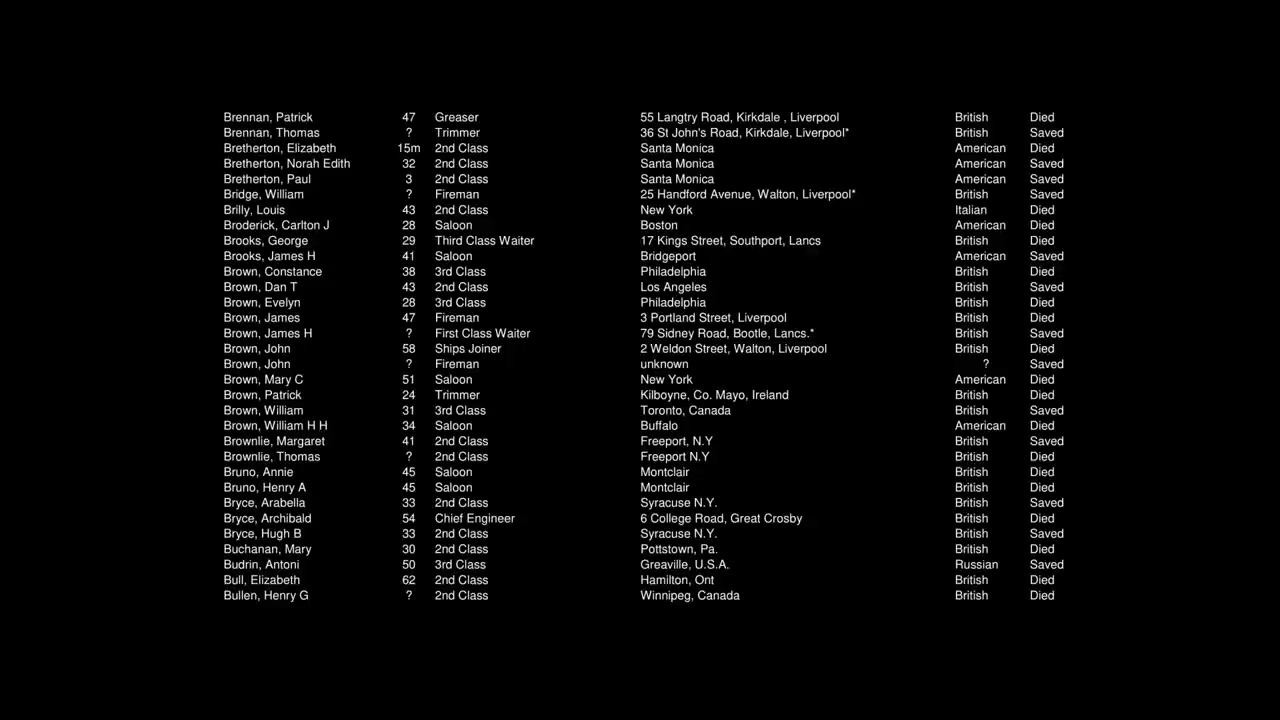 Brennan, Patrick 47 Greaser 55 Langtry Road, Kirkdale , Liverpool British Died
Brennan, Thomas ? Trimmer 36 St John's Road, Kirkdale, Liverpool* British Saved
Bretherton, Elizabeth 15m 2nd Class Santa Monica American Died
Bretherton, Norah Edith 32 2nd Class Santa Monica American Saved
Bretherton, Paul 3 2nd Class Santa Monica American Saved
Bridge, William ? Fireman 25 Handford Avenue, Walton, Liverpool* British Saved
Brilly, Louis 43 2nd Class New York Italian Died
Broderick, Carlton J 28 Saloon Boston American Died
Brooks, George 29 Third Class Waiter 17 Kings Street, Southport, Lancs British Died
Brooks, James H 41 Saloon Bridgeport American Saved
Brown, Constance 38 3rd Class Philadelphia British Died
Brown, Dan T 43 2nd Class Los Angeles British Saved
Brown, Evelyn 28 3rd Class Philadelphia British Died
Brown, James 47 Fireman 3 Portland Street, Liverpool British Died
Brown, James H ? First Class Waiter 79 Sidney Road, Bootle, Lancs.* British Saved
Brown, John 58 Ships Joiner 2 Weldon Street, Walton, Liverpool British Died
Brown, John ? Fireman unknown ? Saved
Brown, Mary C 51 Saloon New York American Died
Brown, Patrick 24 Trimmer Kilboyne, Co. Mayo, Ireland British Died
Brown, William 31 3rd Class Toronto, Canada British Saved
Brown, William H H 34 Saloon Buffalo American Died
Brownlie, Margaret 41 2nd Class Freeport, N.Y British Saved
Brownlie, Thomas ? 2nd Class Freeport N.Y British Died
Bruno, Annie 45 Saloon Montclair British Died
Bruno, Henry A 45 Saloon Montclair British Died
Bryce, Arabella 33 2nd Class Syracuse N.Y. British Saved
Bryce, Archibald 54 Chief Engineer 6 College Road, Great Crosby British Died
Bryce, Hugh B 33 2nd Class Syracuse N.Y. British Saved
Buchanan, Mary 30 2nd Class Pottstown, Pa. British Died
Budrin, Antoni 50 3rd Class Greaville, U.S.A. Russian Saved
Bull, Elizabeth 62 2nd Class Hamilton, Ont British Died
Bullen, Henry G ? 2nd Class Winnipeg, Canada British Died